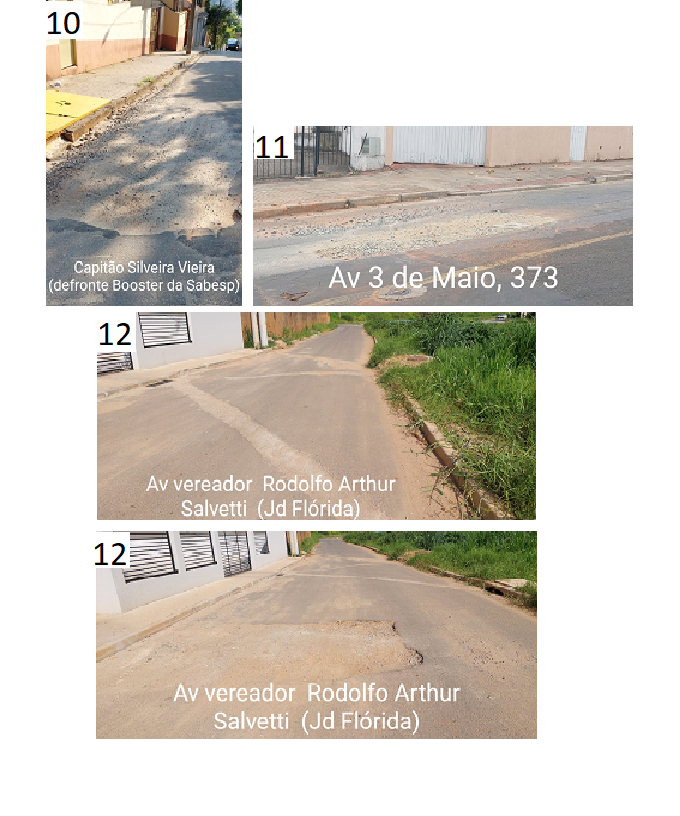 10
Capitão Silveira Vieira
(defronte Booster da Sabesp)
11
Av 3 de Maio, 373
12
Av vereador  Rodolfo Arthur
Salvetti  (Jd Flórida)
12
Av vereador  Rodolfo Arthur
Salvetti  (Jd Flórida)